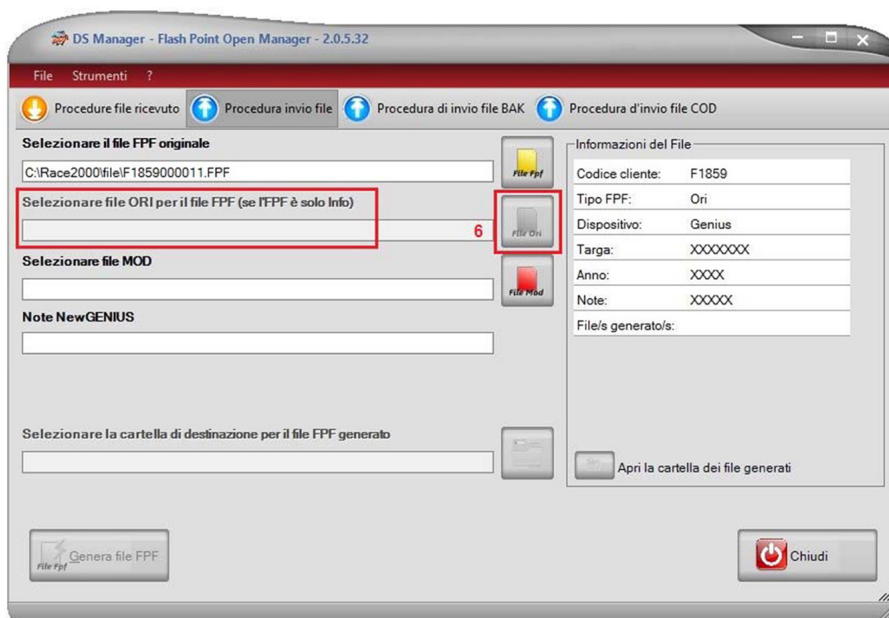 DS Manager - Flash Point Open Manager - 2.0.5.32
File Strumenti ?
Procedure file ricevuto Procedura invio file Procedura di invio file BAK Procedura d'invio file COD
Selezionare il file FPF originale
C:\Race2000\file\F1859000011.FPF
File Fpf
Selezionare file ORI per il file FPF (se l'FPF è solo Info)
6
File Ori
Selezionare file MOD
File Mod
Note NewGENIUS
Selezionare la cartella di destinazione per il file FPF generato
Informazioni del File
Codice cliente: F1859
Tipo FPF: Ori
Dispositivo: Genius
Targa: XXXXXXX
Anno: XXXX
Note: XXXXX
File/s generato/s:
Apri la cartella dei file generati
File Fpf
Genera file FPF
Chiudi